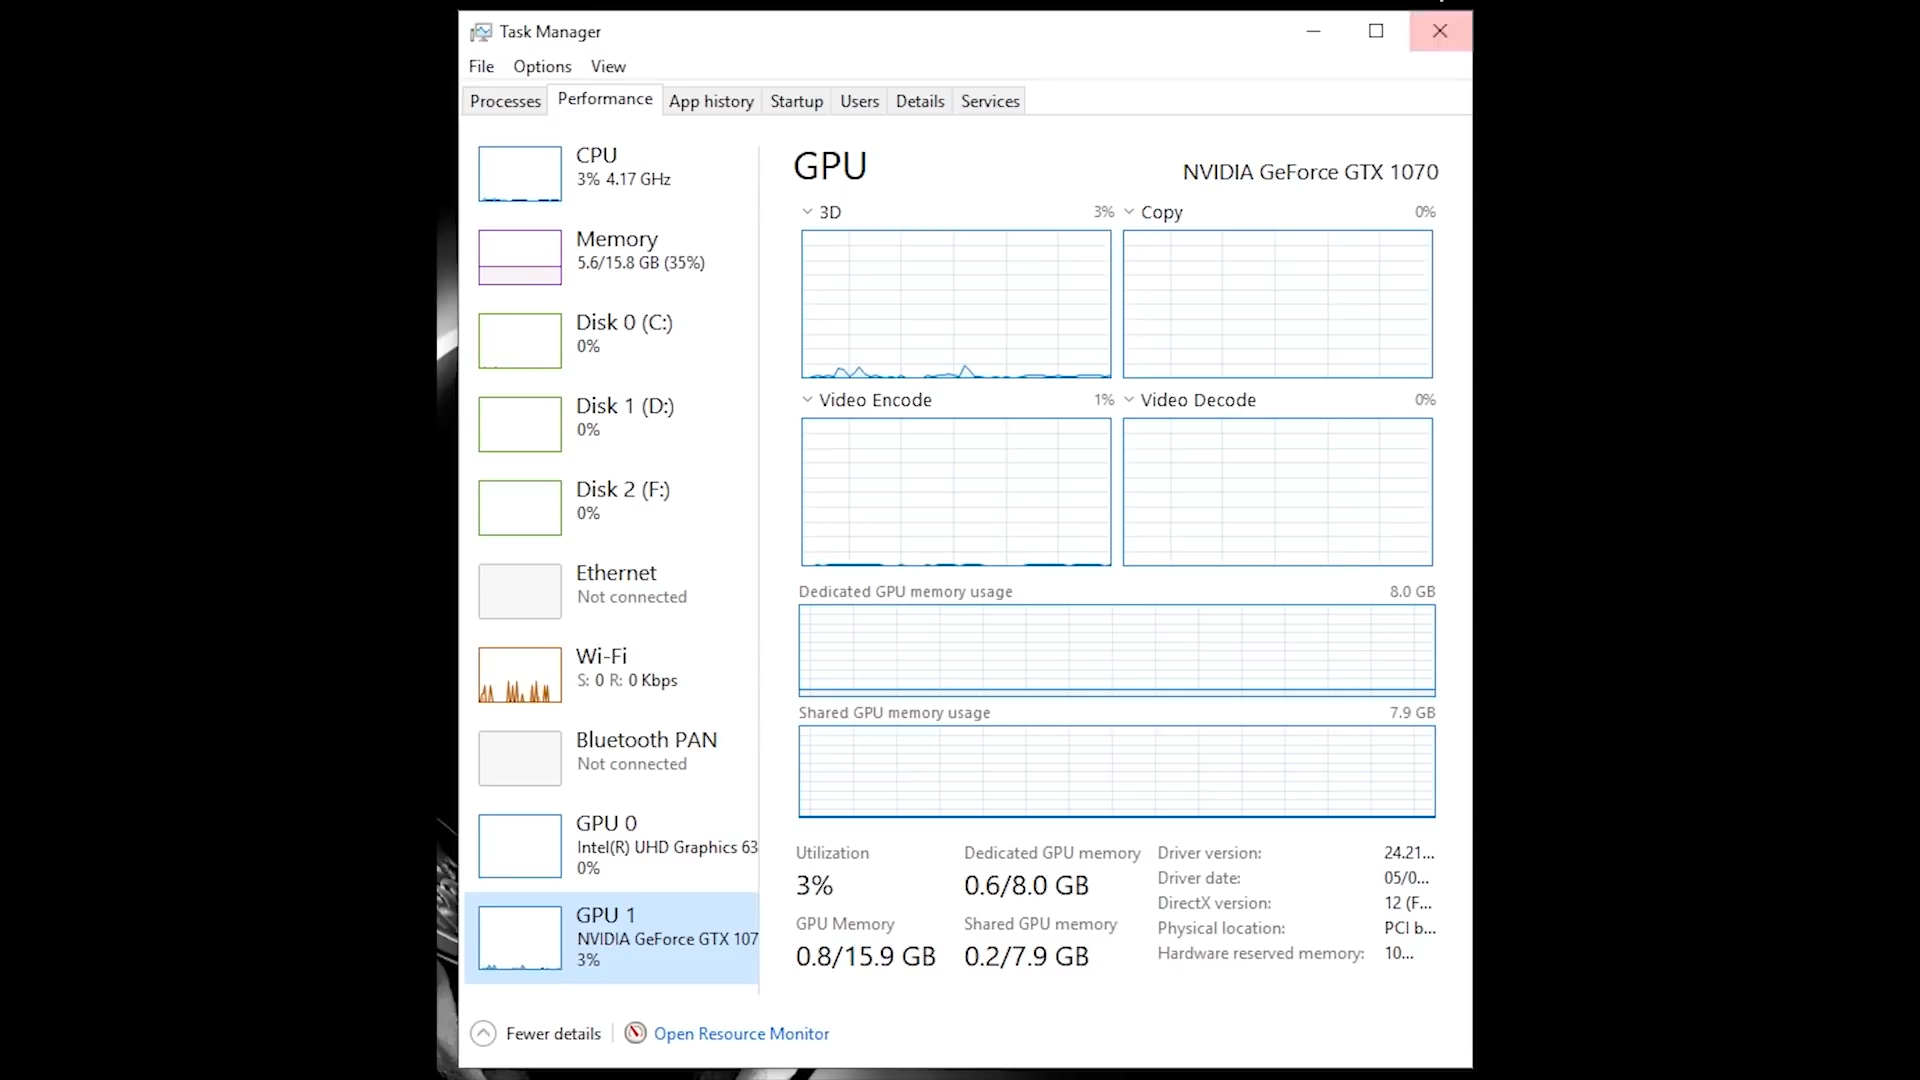 Task Manager
File Options View
Processes Performance App history Startup Users Details Services
CPU
3% 4.17 GHz
Memory
5.6/15.8 GB (35%)
Disk 0 (C:)
0%
Disk 1 (D:)
0%
Disk 2 (F:)
0%
Ethernet
Not connected
Wi-Fi
S: 0 R: 0 Kbps
Bluetooth PAN
Not connected
GPU 0
Intel(R) UHD Graphics 63
0%
GPU 1
NVIDIA GeForce GTX 107
3%
GPU NVIDIA GeForce GTX 1070
3D 3% Copy 0%
Video Encode 1% Video Decode 0%
Dedicated GPU memory usage 8.0 GB
Shared GPU memory usage 7.9 GB
Utilization
3%
GPU Memory
0.8/15.9 GB
Dedicated GPU memory
0.6/8.0 GB
Shared GPU memory
0.2/7.9 GB
Driver version: 24.21...
Driver date: 05/0...
DirectX version: 12 (F...
Physical location: PCI b...
Hardware reserved memory: 10...
Fewer details Open Resource Monitor